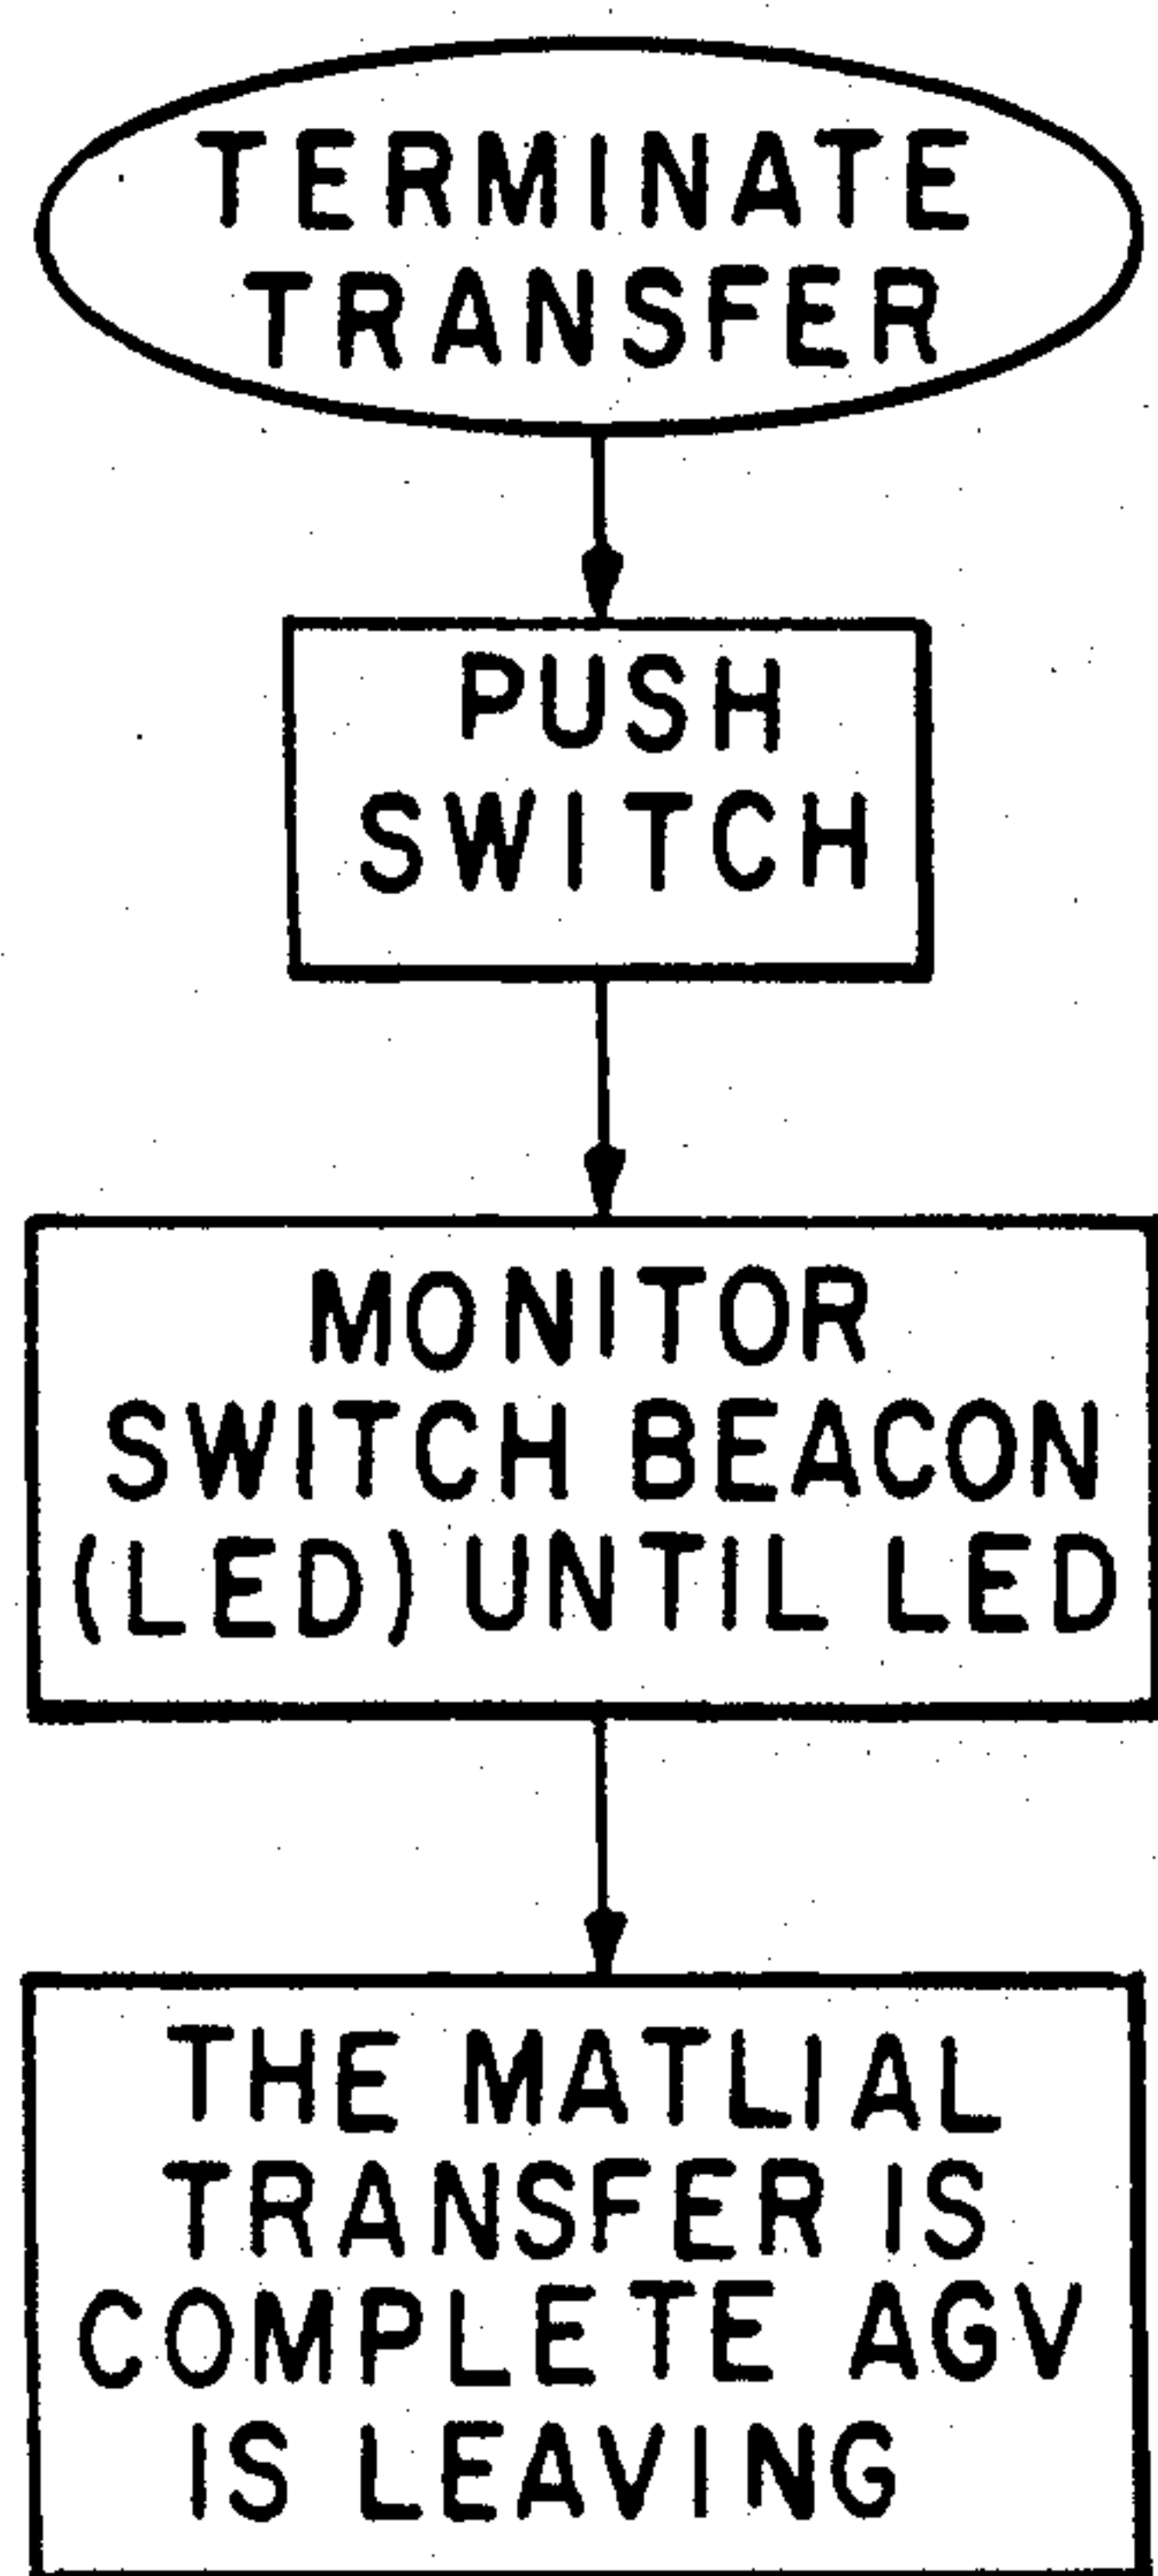 TERMINATE
TRANSFER
PUSH
SWITCH
MONITOR
SWITCH BEACON
(LED) UNTIL LED
THE MATLIAL
TRANSFER IS
COMPLETE AGV
IS LEAVING